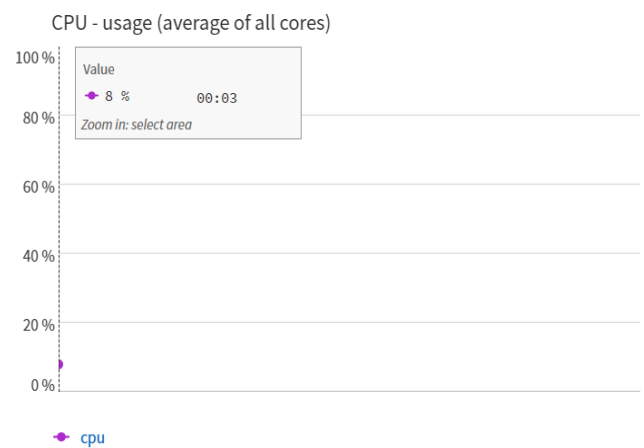 CPU - usage (average of all cores)
100 %
Value
8 % 00:03
Zoom in: select area
80 %
60 %
40 %
20 %
0 %
cpu